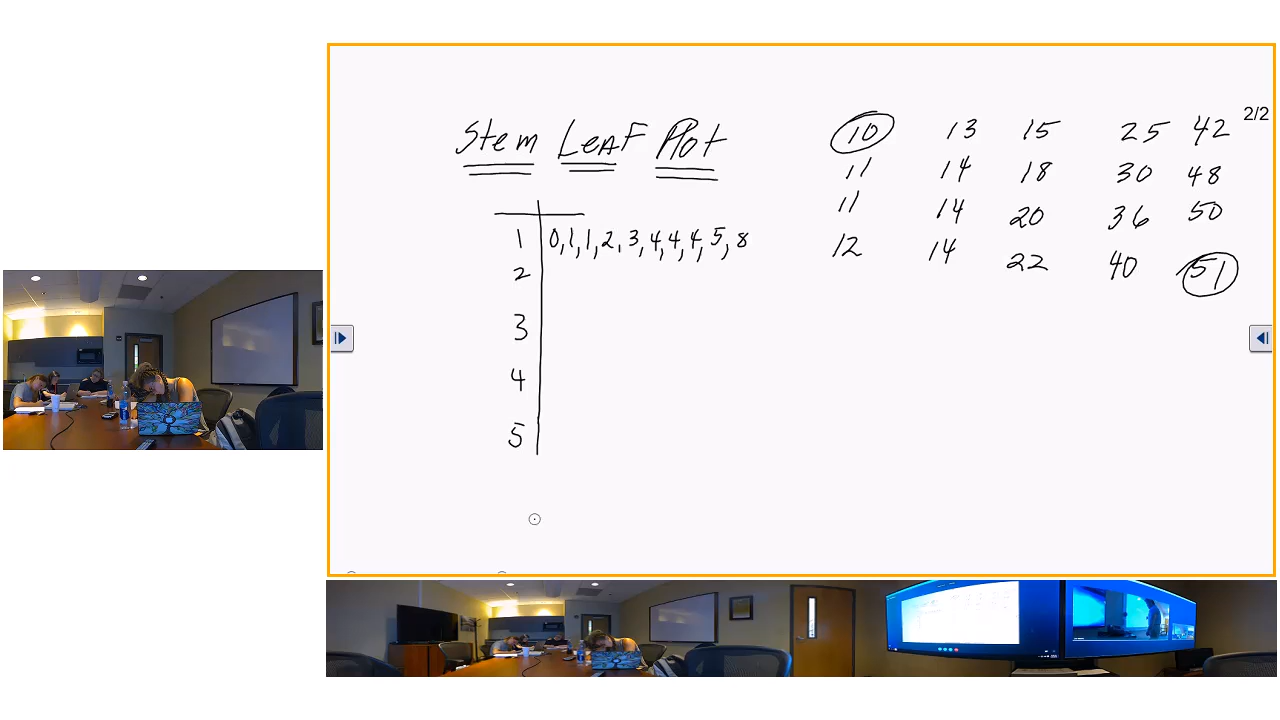 2/2
Stem Leaf Plot
10 13 15 25 42
11 14 18 30 48
11 14 20 36 50
12 14 22 40 51
1 0,1,1,2,3,4,4,4,5,8
2
3
4
5